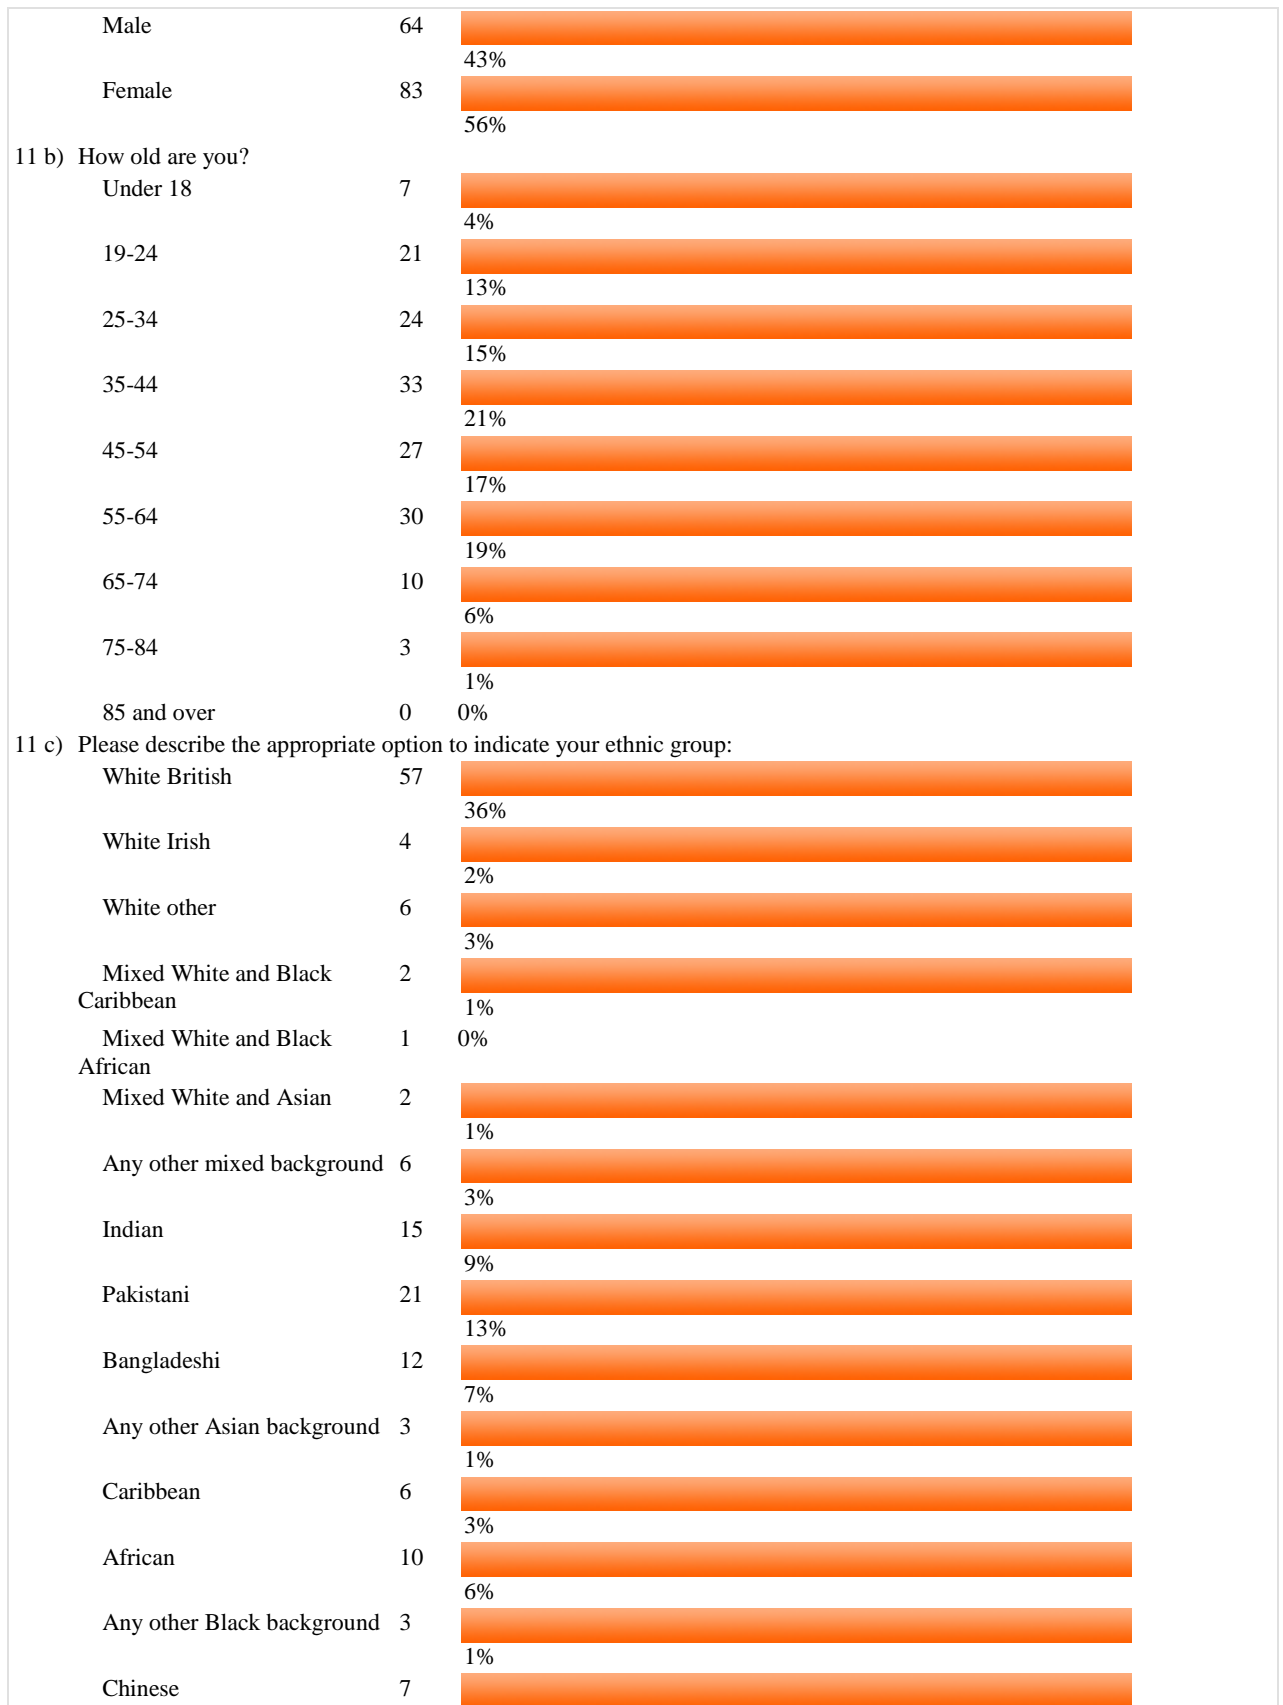 Male 64
43%
Female 83
56%
11 b) How old are you?
Under 18 7
4%
19-24 21
13%
25-34 24
15%
35-44 33
21%
45-54 27
17%
55-64 30
19%
65-74 10
6%
75-84 3
1%
85 and over 0 0%
11 c) Please describe the appropriate option to indicate your ethnic group:
White British 57
36%
White Irish 4
2%
White other 6
3%
Mixed White and Black 2
Caribbean
1%
Mixed White and Black 1 0%
African
Mixed White and Asian 2
1%
Any other mixed background 6
3%
Indian 15
9%
Pakistani 21
13%
Bangladeshi 12
7%
Any other Asian background 3
1%
Caribbean 6
3%
African 10
6%
Any other Black background 3
1%
Chinese 7